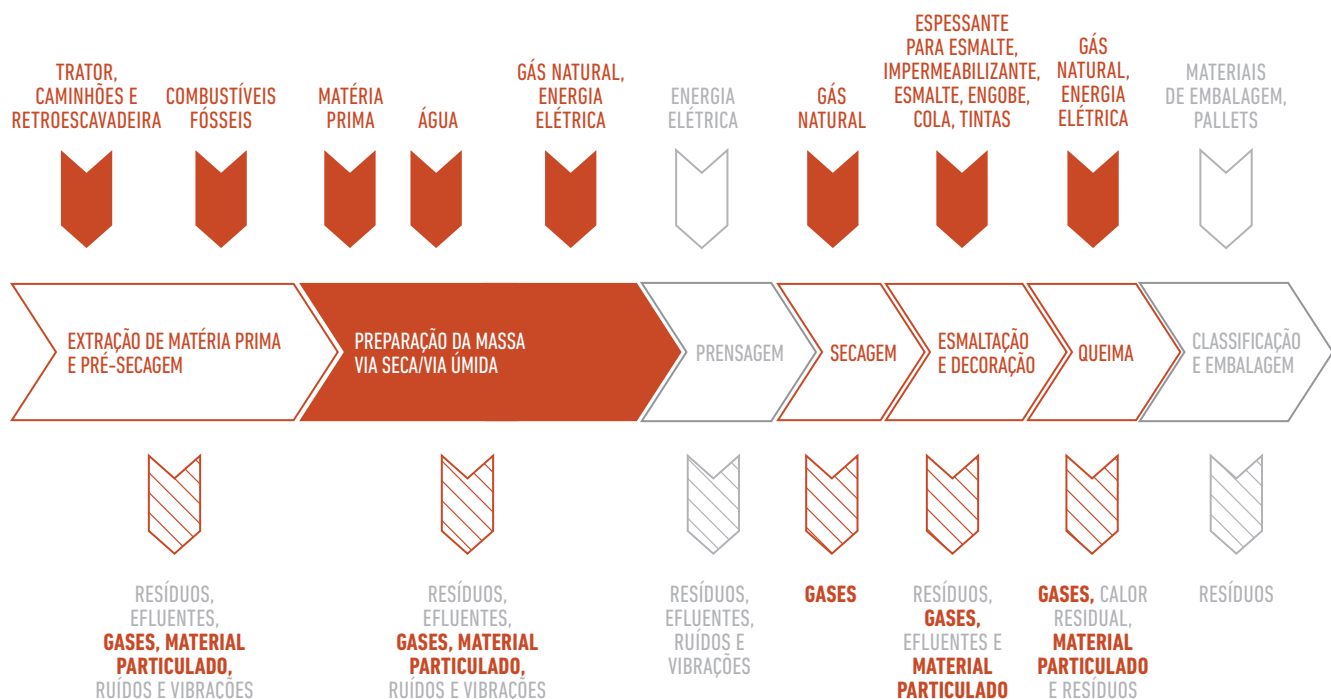 TRATOR,
CAMINHÕES E
RETROESCAVADEIRA
COMBUSTÍVEIS
FÓSSEIS
MATÉRIA
PRIMA
ÁGUA
GÁS NATURAL,
ENERGIA
ELÉTRICA
ENERGIA
ELÉTRICA
GÁS
NATURAL
ESPESSANTE
PARA ESMALTE,
IMPERMEABILIZANTE,
ESMALTE, ENGOBE,
COLA, TINTAS
GÁS
NATURAL,
ENERGIA
ELÉTRICA
MATERIAIS
DE EMBALAGEM,
PALLETS
EXTRAÇÃO DE MATÉRIA PRIMA
E PRÉ-SECAGEM
PREPARAÇÃO DA MASSA
VIA SECA/VIA ÚMIDA
PRENSAGEM
SECAGEM
ESMALTAÇÃO
E DECORAÇÃO
QUEIMA
CLASSIFICAÇÃO
E EMBALAGEM
RESÍDUOS,
EFLUENTES,
GASES, MATERIAL
PARTICULADO,
RUÍDOS E VIBRAÇÕES
RESÍDUOS,
EFLUENTES,
GASES, MATERIAL
PARTICULADO,
RUÍDOS E VIBRAÇÕES
RESÍDUOS,
EFLUENTES,
RUÍDOS E
VIBRAÇÕES
GASES
RESÍDUOS,
GASES,
EFLUENTES E
MATERIAL
PARTICULADO
GASES, CALOR
RESIDUAL,
MATERIAL
PARTICULADO
E RESÍDUOS
RESÍDUOS